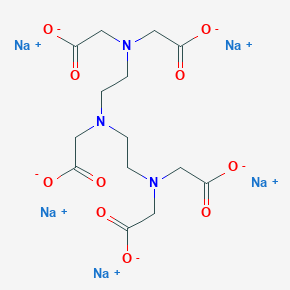 O - O -
Na + N Na +
O O
N
O - O O -
N Na +
Na + O O
O -
Na +